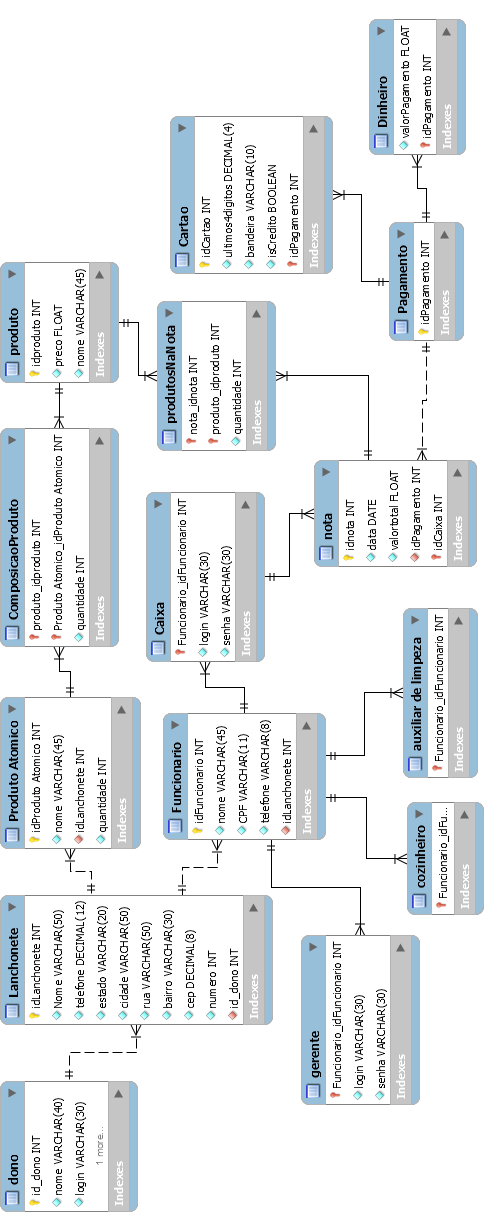 dono
id_dono INT
nome VARCHAR(40)
login VARCHAR(30)
1 more...
Indexes
Lanchonete
idLanchonete INT
Nome VARCHAR(50)
telefone DECIMAL(12)
estado VARCHAR(20)
cidade VARCHAR(50)
rua VARCHAR(50)
bairro VARCHAR(30)
cep DECIMAL(8)
numero INT
id_dono INT
Indexes
Produto Atomico
idProduto Atomico INT
nome VARCHAR(45)
idLanchonete INT
quantidade INT
Indexes
ComposicaoProduto
produto_idproduto INT
Produto Atomico_idProduto Atomico INT
quantidade INT
Indexes
produto
idproduto INT
preco FLOAT
nome VARCHAR(45)
Indexes
gerente
Funcionario_idFuncionario INT
login VARCHAR(30)
senha VARCHAR(30)
Indexes
Funcionario
idFuncionario INT
nome VARCHAR(45)
CPF VARCHAR(11)
telefone VARCHAR(8)
idLanchonete INT
Indexes
Caixa
Funcionario_idFuncionario INT
login VARCHAR(30)
senha VARCHAR(30)
Indexes
produtosNaNota
nota_idnota INT
produto_idproduto INT
quantidade INT
Indexes
Cartao
idCartao INT
ultimos4digitos DECIMAL(4)
bandeira VARCHAR(10)
isCredito BOOLEAN
idPagamento INT
Indexes
cozinheiro
Funcionario_idFu...
Indexes
auxiliar de limpeza
Funcionario_idFuncionario INT
Indexes
nota
idnota INT
data DATE
valortotal FLOAT
idPagamento INT
idCaixa INT
Indexes
Pagamento
idPagamento INT
Indexes
Dinheiro
valorPagamento FLOAT
idPagamento INT
Indexes